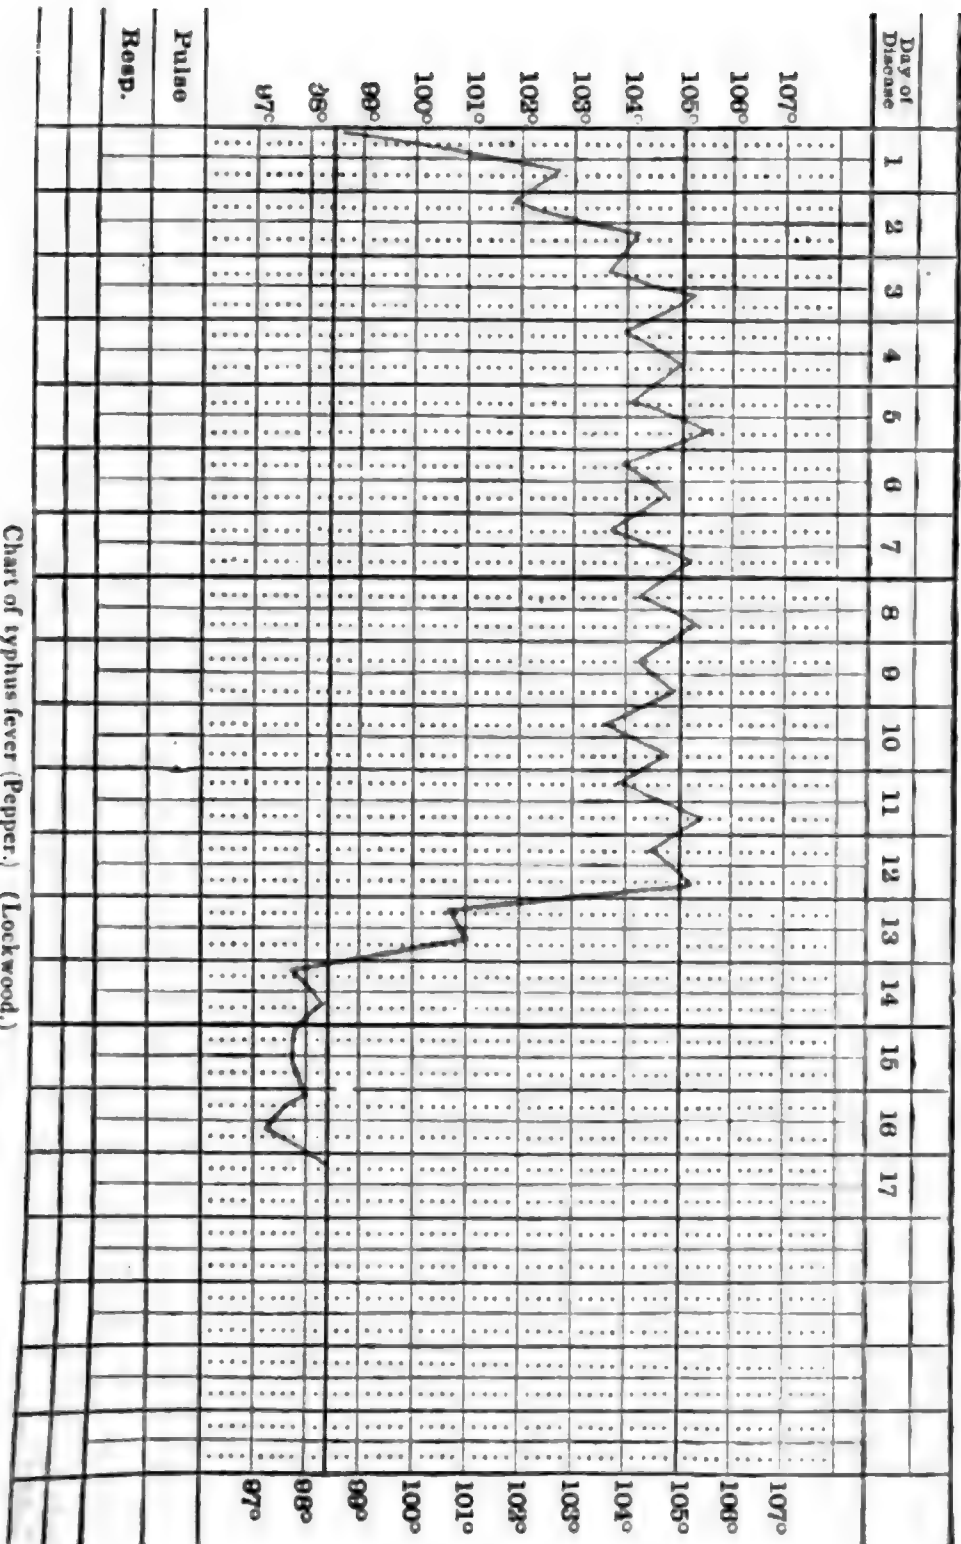 Day of
Disease
1 2 3 4 5 6 7 8 9 10 11 12 13 14 15 16 17
107° 107°
106° 106°
105° 105°
104° 104°
103° 103°
102° 102°
101° 101°
100° 100°
99° 99°
98° 98°
97° 97°
Pulse
Resp.
Chart of typhus fever (Pepper.) (Lockwood.)